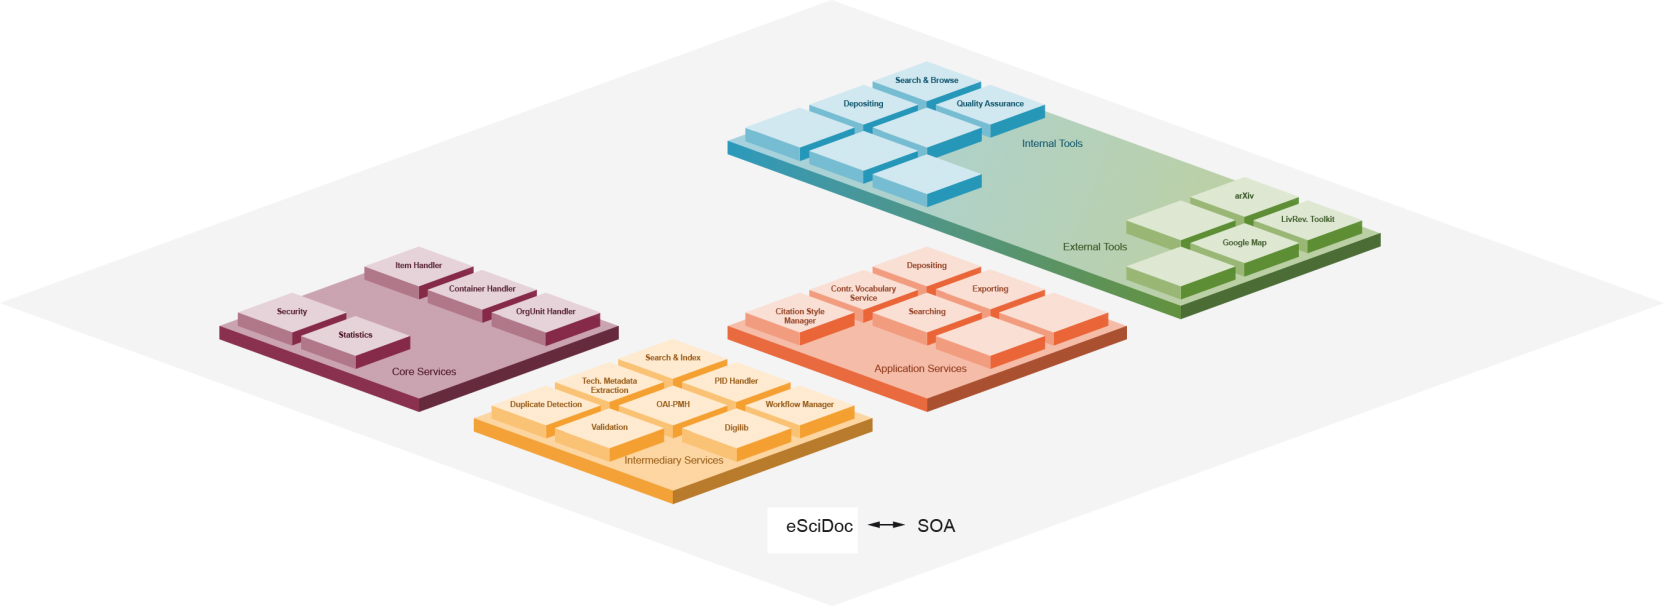 Search & Browse
Depositing
Quality Assurance
Internal Tools
arXiv
LivRev. Toolkit
Google Map
External Tools
Item Handler
Container Handler
OrgUnit Handler
Security
Statistics
Core Services
Depositing
Contr. Vocabulary
Service
Exporting
Citation Style
Manager
Searching
Application Services
Search & Index
Tech. Metadata
Extraction
PID Handler
Duplicate Detection
OAI-PMH
Workflow Manager
Validation
Digilib
Intermediary Services
eSciDoc ↔ SOA